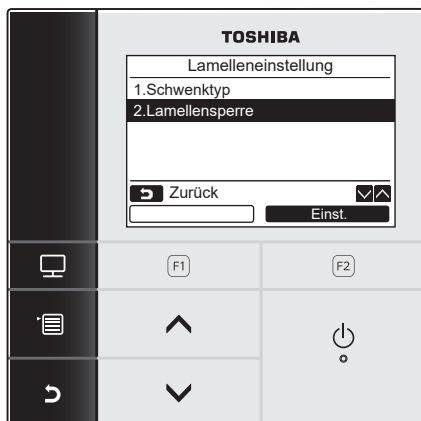 TOSHIBA
Lamelleneinstellung
1.Schwenktyp
2.Lamellensperre
Zurück
Einst.
F1
F2